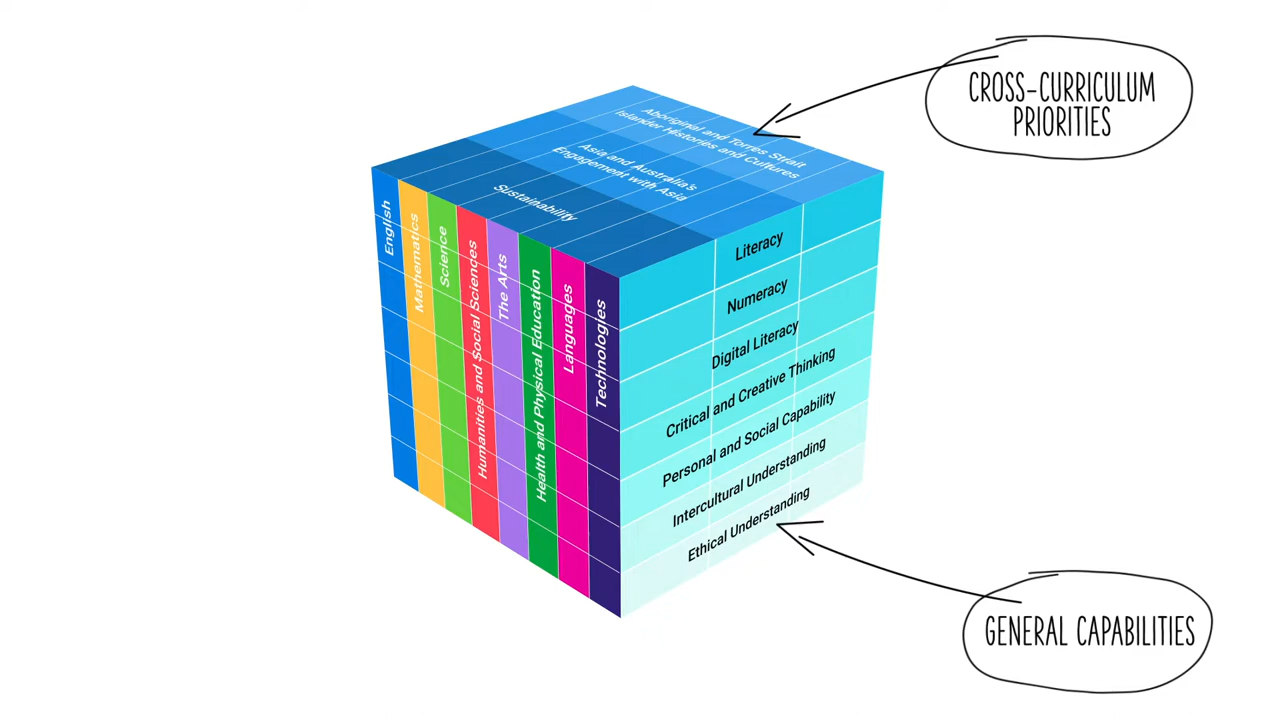 CROSS-CURRICULUM
PRIORITIES
Aboriginal and Torres Strait
Islander Histories and Cultures
Asia and Australia's
Engagement with Asia
Sustainability
English
Mathematics
Science
Humanities and Social Sciences
The Arts
Health and Physical Education
Languages
Technologies
Literacy
Numeracy
Digital Literacy
Critical and Creative Thinking
Personal and Social Capability
Intercultural Understanding
Ethical Understanding
GENERAL CAPABILITIES